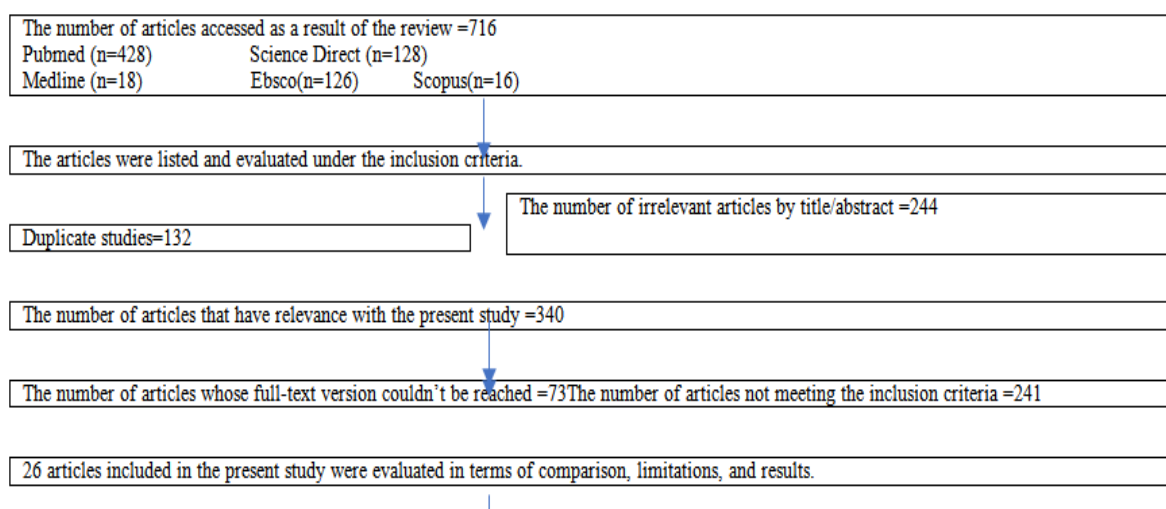 The number of articles accessed as a result of the review =716
Pubmed (n=428) Science Direct (n=128)
Medline (n=18) Ebsco(n=126) Scopus(n=16)
The articles were listed and evaluated under the inclusion criteria.
The number of irrelevant articles by title/abstract =244
Duplicate studies=132
The number of articles that have relevance with the present study =340
The number of articles whose full-text version couldn’t be reached =73The number of articles not meeting the inclusion criteria =241
26 articles included in the present study were evaluated in terms of comparison, limitations, and results.